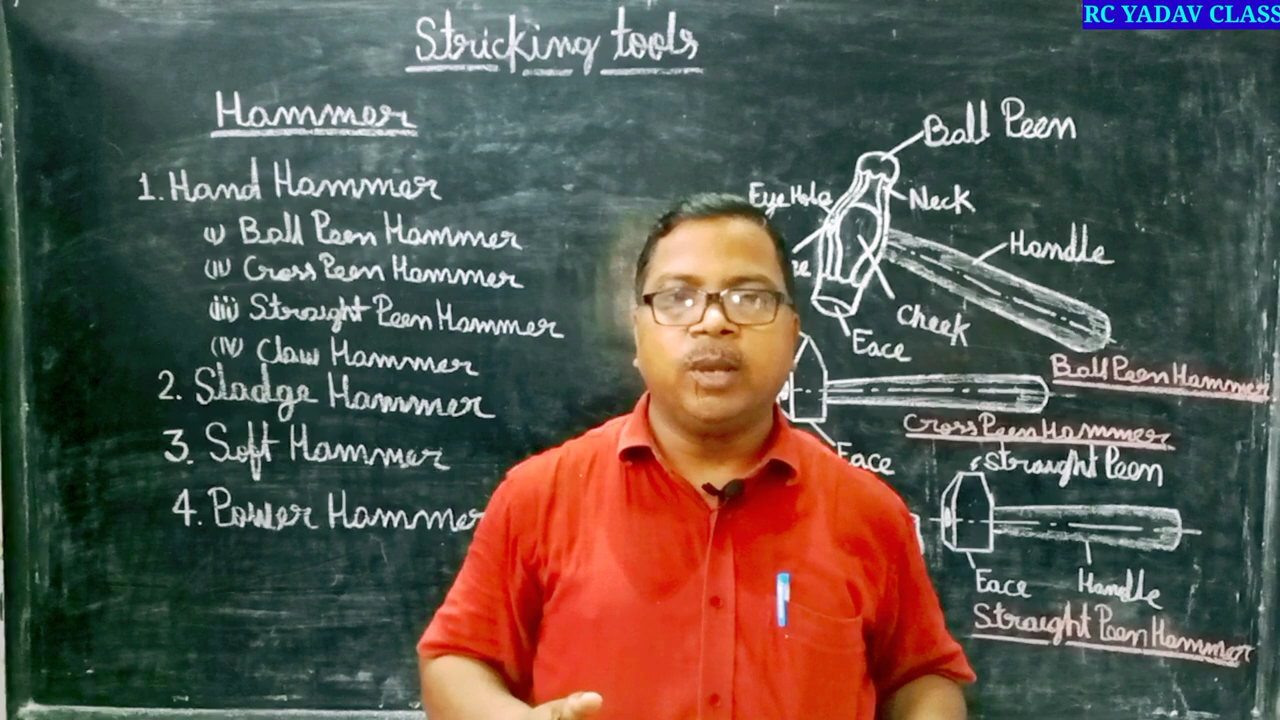 RC YADAV CLASS
Stricking tools
Hammer
1. Hand Hammer
(i) Ball Peen Hammer
(ii) Cross Peen Hammer
(iii) Straight Peen Hammer
(iv) Claw Hammer
2. Sladge Hammer
3. Soft Hammer
4. Power Hammer
Ball Peen
Eye Hole
Neck
Handle
Cheek
Face
Ball Peen Hammer
Cross Peen Hammer
Face
Straight Peen
Face
Handle
Straight Peen Hammer